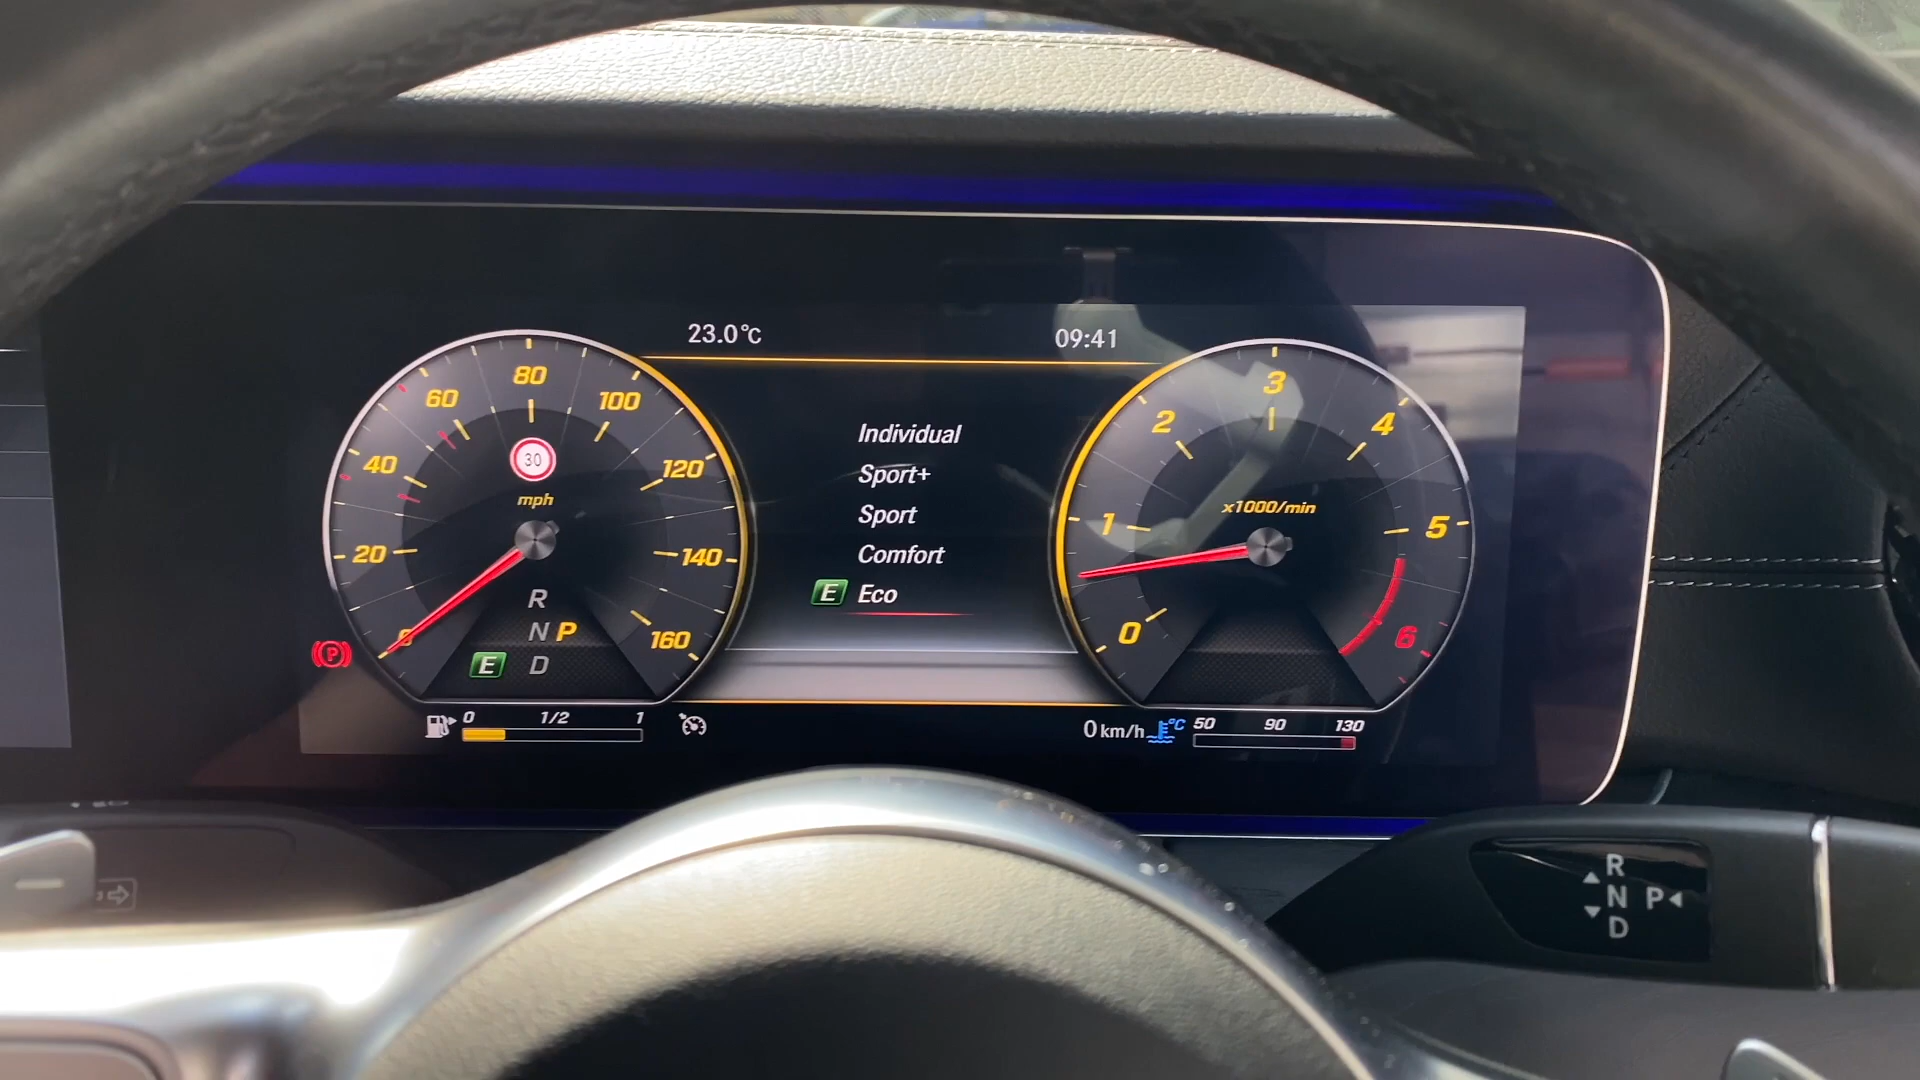 23.0°C
09:41
80
60
100
40
120
20
140
0
160
30
mph
R
N P
E D
Individual
Sport+
Sport
Comfort
E Eco
3
2
4
1
5
0
6
x1000/min
0 1/2 1
0 km/h
°C 50 90 130
R
N P
D